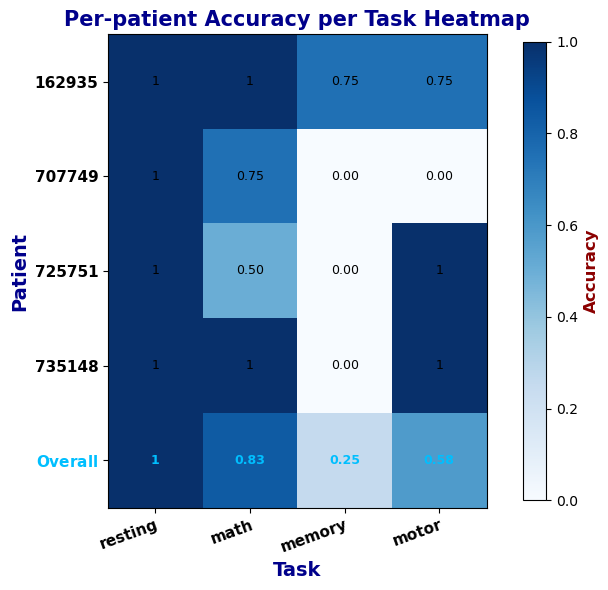 Per-patient Accuracy per Task Heatmap
162935 1 1 0.75 0.75
707749 1 0.75 0.00 0.00
725751 1 0.50 0.00 1
735148 1 1 0.00 1
Overall 1 0.83 0.25
resting math memory motor
Task
Patient
1.0
0.8
0.6
0.4
0.2
0.0
Accuracy